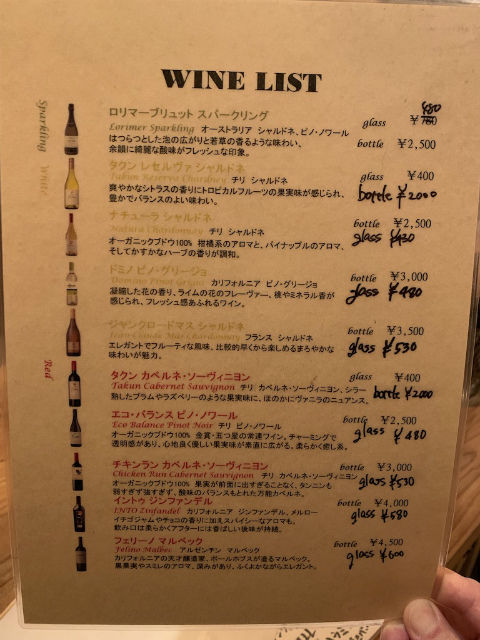 WINE LIST
Sparkling
ロリマーブリュット スパークリング
Lorimer Sparkling オーストラリア シャルドネ、ピノ・ノワール
はつらつとした泡の広がりと若草の香るような味わい、
余韻に綺麗な酸味がフレッシュな印象。
glass ¥780 480
bottle ¥2,500
White
タクン レセルヴァ シャルドネ
Takun Reserva Chardney チリ シャルドネ
爽やかなシトラスの香りにトロピカルフルーツの果実味が感じられ、
豊かでバランスのよい味わい。
glass ¥400
bottle ¥2000
ナチューラ シャルドネ
Natura Chardonnay チリ シャルドネ
オーガニックブドウ100% 柑橘系のアロマと、パイナップルのアロマ、
そしてかすかなハーブの香りが調和。
bottle ¥2,500
glass ¥430
ドミノ ピノ・グリージョ
Domino Pinot Grigio カリフォルニア ピノ・グリージョ
凝縮した花の香り、ライムの花のフレーヴァー、桃やミネラル香が
感じられ、フレッシュ感あふれるワイン。
bottle ¥3,000
glass ¥480
ジャンクロードマス シャルドネ
Jean-Claude Mas Chardonnay フランス シャルドネ
エレガントでフルーティな風味、比較的早くから楽しめるまろやかな
味わいが魅力。
bottle ¥3,500
glass ¥530
Red
タクン カベルネ・ソーヴィニヨン
Takun Cabernet Sauvignon チリ カベルネ・ソーヴィニヨン、シラー
熟したプラムやラズベリーのような果実味に、ほのかにヴァニラのニュアンス。
glass ¥400
bottle ¥2000
エコ・バランス ピノ・ノワール
Eco Balance Pinot Noir チリ ピノ・ノワール
オーガニックブドウ100% 金賞・五つ星の常連ワイン。チャーミングで
透明感があり、心地良く優しい果実味が素直に広がる、柔らかく癒し系。
bottle ¥2,500
glass ¥480
チキンラン カベルネ・ソーヴィニヨン
Chicken Run Cabernet Sauvignon チリ カベルネ・ソーヴィニヨン
オーガニックブドウ100% 果実が前面に出すぎることなく、タンニンも
弱すぎず強すぎず、酸味のバランスもとれた万能カベルネ。
bottle ¥3,000
glass ¥530
イントゥ ジンファンデル
INTO Zinfandel カリフォルニア ジンファンデル、メルロー
イチゴジャムやチョコの香りに加えスパイシーなアロマも、
飲み口は柔らかくアフターには香ばしい後味が持続。
bottle ¥4,000
glass ¥580
フェリーノ マルベック
Felino Malbec アルゼンチン マルベック
カリフォルニアの天才醸造家、ポールホブスが造るマルベック。
黒果実やスミレのアロマ、深みがあり、ふくよかながらエレガント。
bottle ¥4,500
glass ¥600